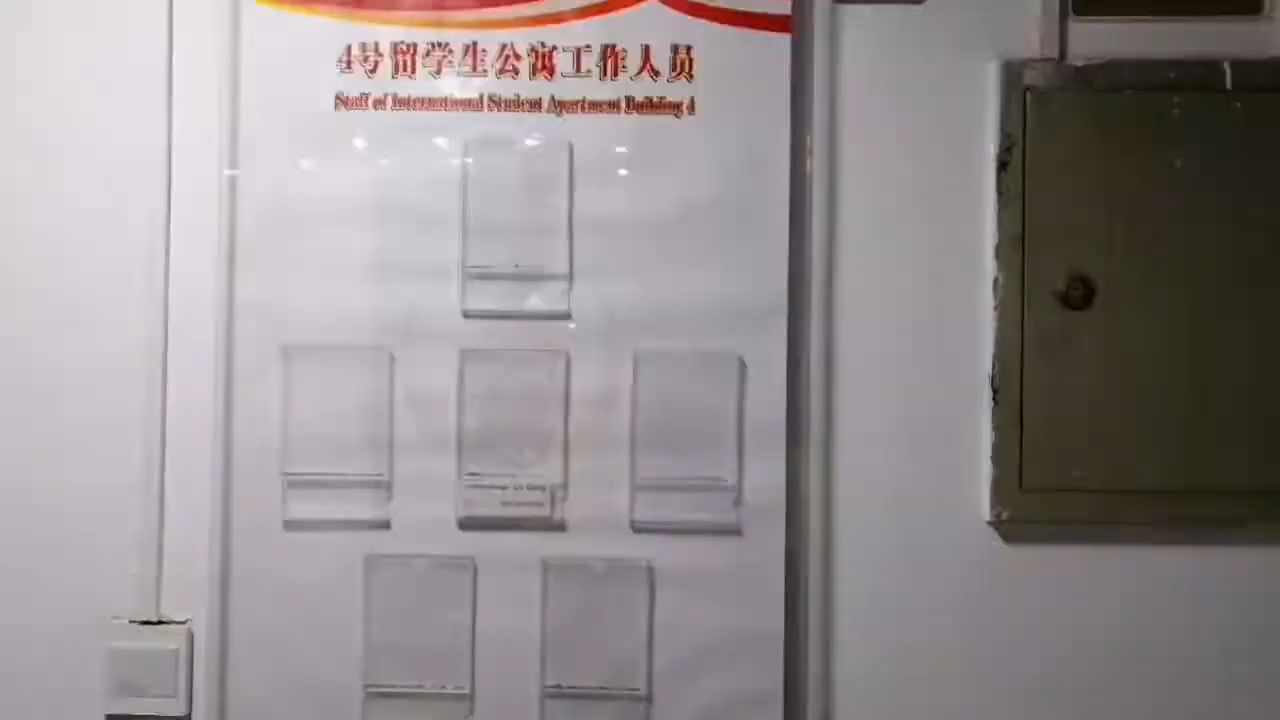 4号留学生公寓工作人员
Staff of International Student Apartment Building 4